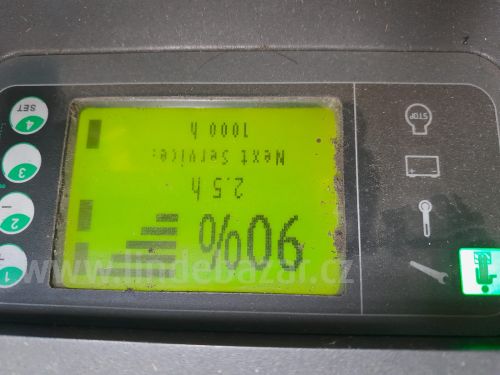 90%
2.5 h
Next Service:
1000 h
STOP
1 +
2 −
3
4 SET
www.lindebazar.cz